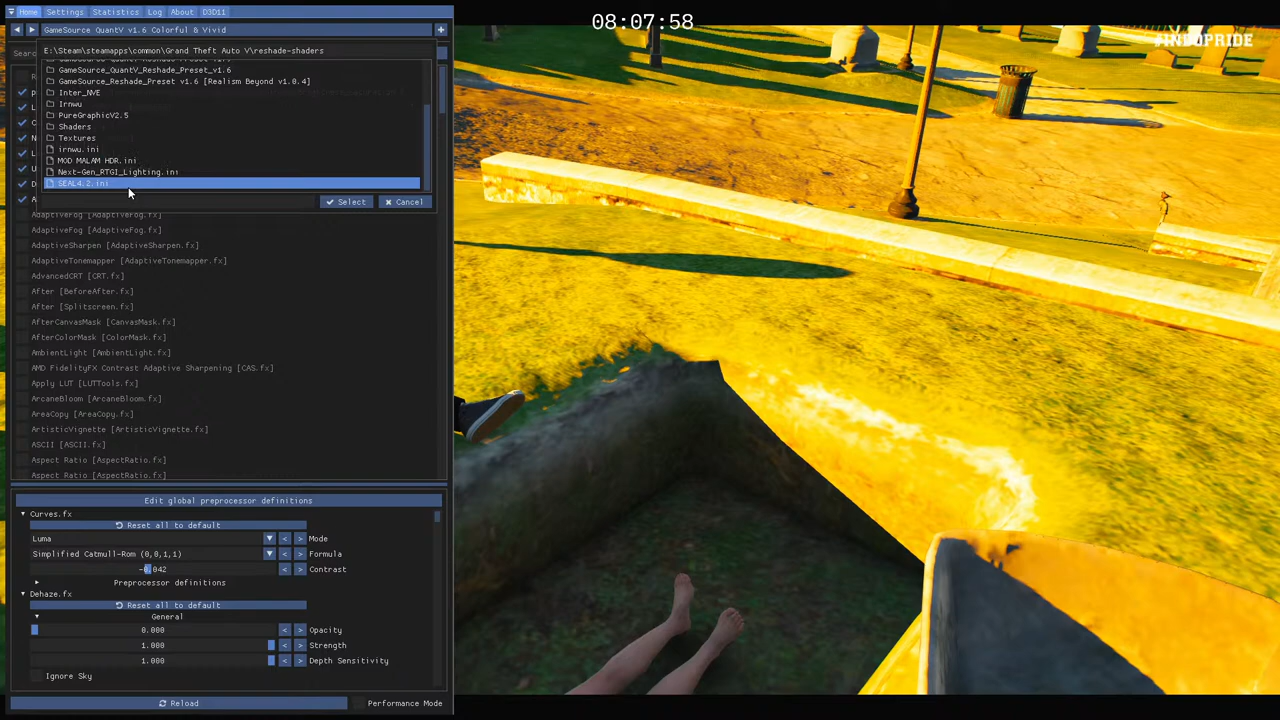 08:07:58
#INFOPRIDE
Home Settings Statistics Log About D3D11
GameSource QuantV v1.6 Colorful & Vivid
E:\Steam\steamapps\common\Grand Theft Auto V\reshade-shaders
GameSource_QuantV_Reshade_Preset_v1.6
GameSource_Reshade_Preset v1.6 [Realism Beyond v1.0.4]
Inter_NVE
Irnwu
PureGraphicV2.5
Shaders
Textures
irnwu.ini
MOD MALAM HDR.ini
Next-Gen_RTGI_Lighting.ini
SEAL4.2.ini
Select Cancel
AdaptiveFog [AdaptiveFog.fx]
AdaptiveFog [AdaptiveFog.fx]
AdaptiveSharpen [AdaptiveSharpen.fx]
AdaptiveTonemapper [AdaptiveTonemapper.fx]
AdvancedCRT [CRT.fx]
After [BeforeAfter.fx]
After [Splitscreen.fx]
AfterCanvasMask [CanvasMask.fx]
AfterColorMask [ColorMask.fx]
AmbientLight [AmbientLight.fx]
AMD FidelityFX Contrast Adaptive Sharpening [CAS.fx]
Apply LUT [LUTTools.fx]
ArcaneBloom [ArcaneBloom.fx]
AreaCopy [AreaCopy.fx]
ArtisticVignette [ArtisticVignette.fx]
ASCII [ASCII.fx]
Aspect Ratio [AspectRatio.fx]
Aspect Ratio [AspectRatio.fx]
Edit global preprocessor definitions
Curves.fx
Reset all to default
Luma < > Mode
Simplified Catmull-Rom (0,0,1,1) < > Formula
-0.042 < > Contrast
Preprocessor definitions
Dehaze.fx
Reset all to default
General
0.000 < > Opacity
1.000 < > Strength
1.000 < > Depth Sensitivity
Ignore Sky
Reload Performance Mode